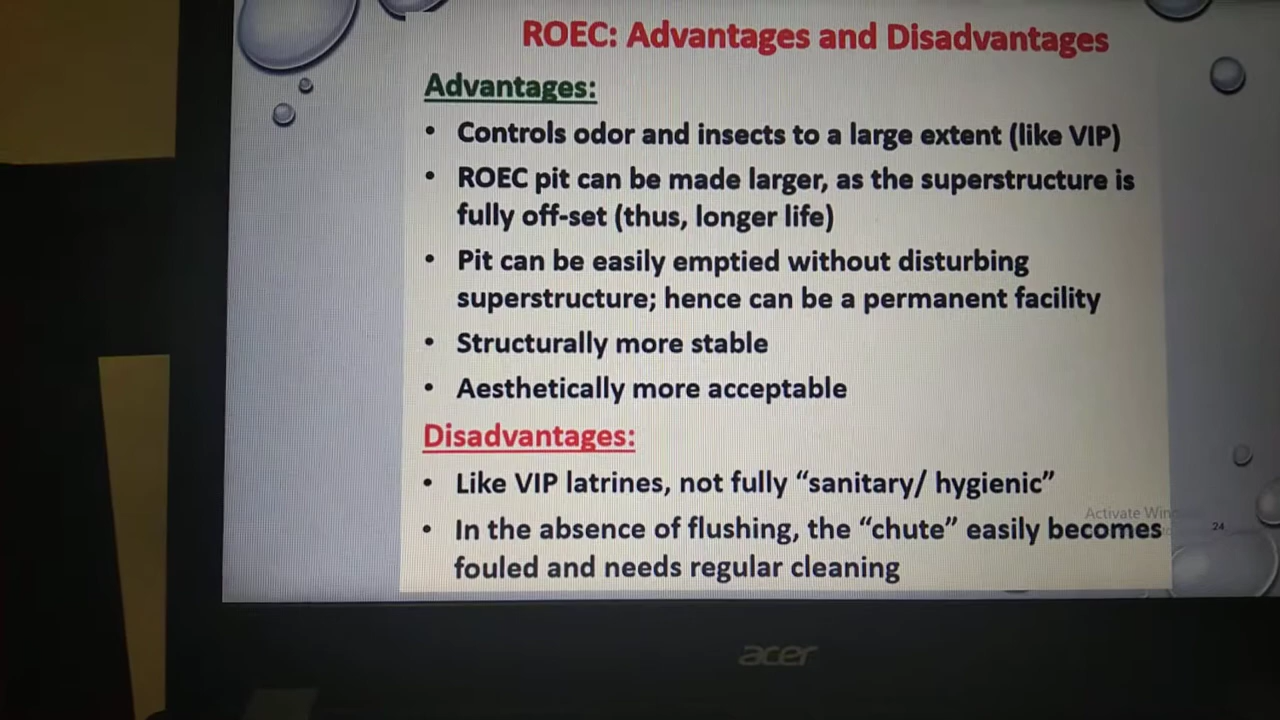 ROEC: Advantages and Disadvantages
Advantages:
• Controls odor and insects to a large extent (like VIP)
• ROEC pit can be made larger, as the superstructure is
fully off-set (thus, longer life)
• Pit can be easily emptied without disturbing
superstructure; hence can be a permanent facility
• Structurally more stable
• Aesthetically more acceptable
Disadvantages:
• Like VIP latrines, not fully “sanitary/ hygienic”
Activate Win
• In the absence of flushing, the “chute” easily becomes
24
fouled and needs regular cleaning
acer